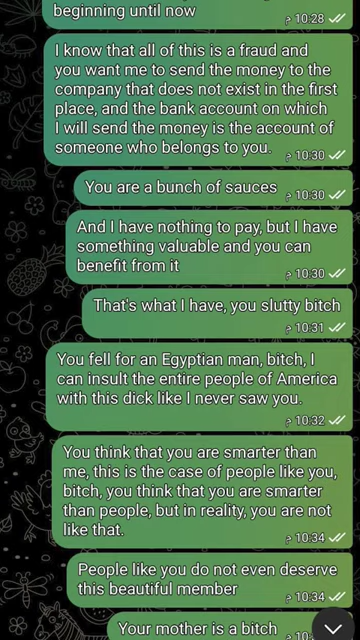 beginning until now
10:28 م
I know that all of this is a fraud and
you want me to send the money to the
company that does not exist in the first
place, and the bank account on which
I will send the money is the account of
someone who belongs to you.
10:30 م
You are a bunch of sauces
10:30 م
And I have nothing to pay, but I have
something valuable and you can
benefit from it
10:30 م
That's what I have, you slutty bitch
10:31 م
You fell for an Egyptian man, bitch, I
can insult the entire people of America
with this dick like I never saw you.
10:32 م
You think that you are smarter than
me, this is the case of people like you,
bitch, you think that you are smarter
than people, but in reality, you are not
like that.
10:34 م
People like you do not even deserve
this beautiful member
10:34 م
Your mother is a bitch